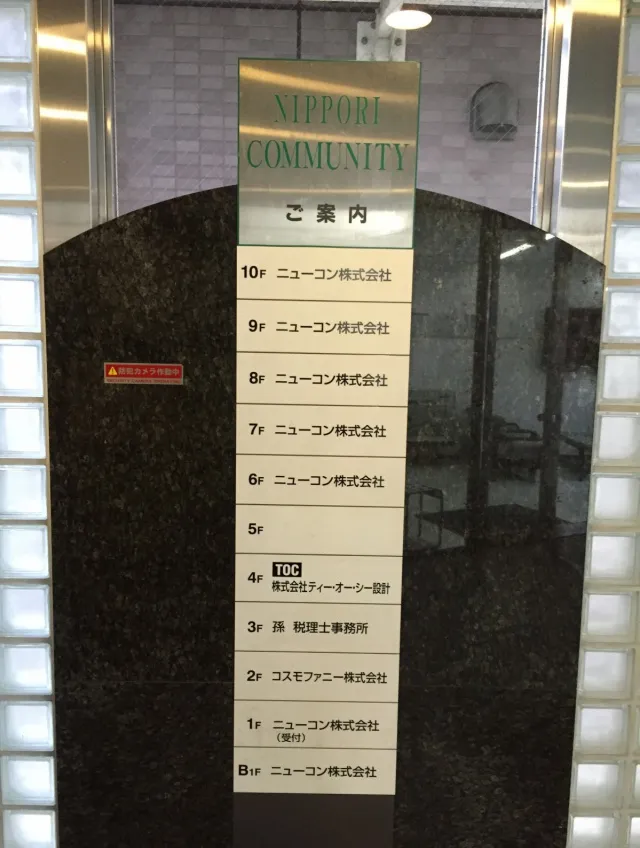 NIPPORI
COMMUNITY
ご案内
10F ニューコン株式会社
9F ニューコン株式会社
8F ニューコン株式会社
7F ニューコン株式会社
6F ニューコン株式会社
5F
4F TOC
株式会社ティー・オー・シー設計
3F 孫 税理士事務所
2F コスモファニー株式会社
1F ニューコン株式会社
(受付)
B1F ニューコン株式会社
防犯カメラ作動中